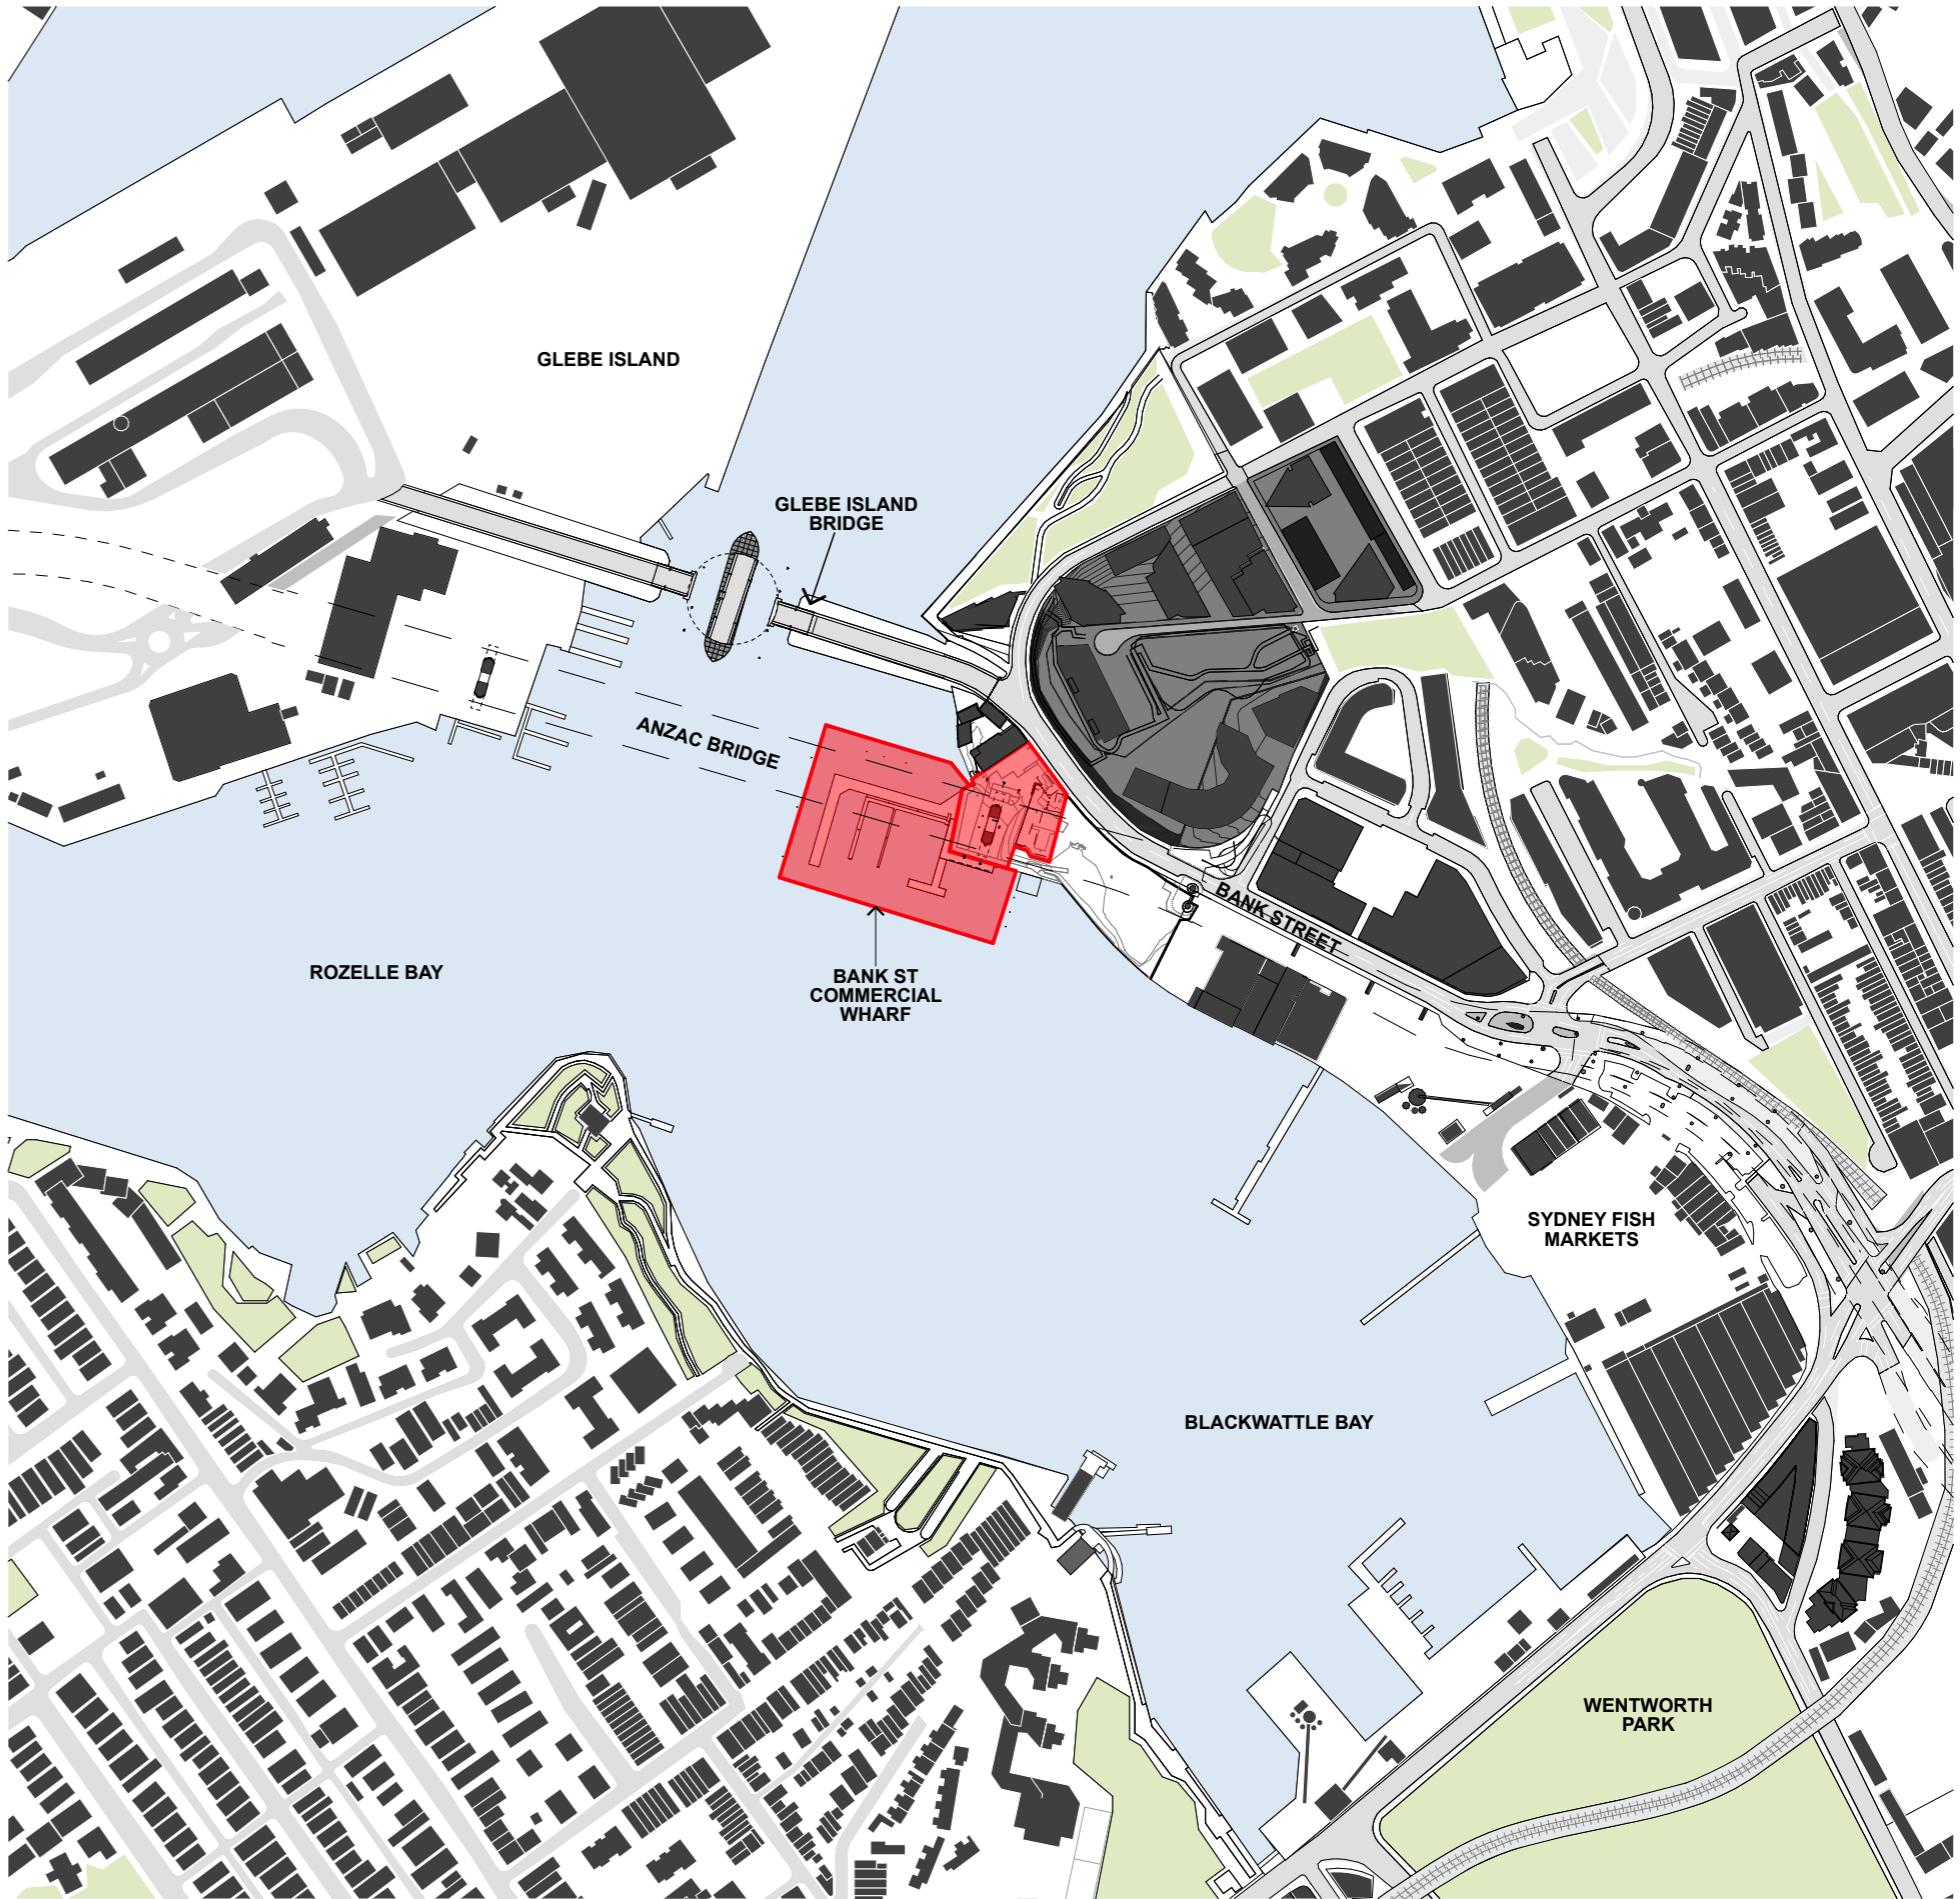 GLEBE ISLAND
GLEBE ISLAND
BRIDGE
ANZAC BRIDGE
BANK STREET
ROZELLE BAY
BANK ST
COMMERCIAL
WHARF
SYDNEY FISH
MARKETS
BLACKWATTLE BAY
WENTWORTH
PARK